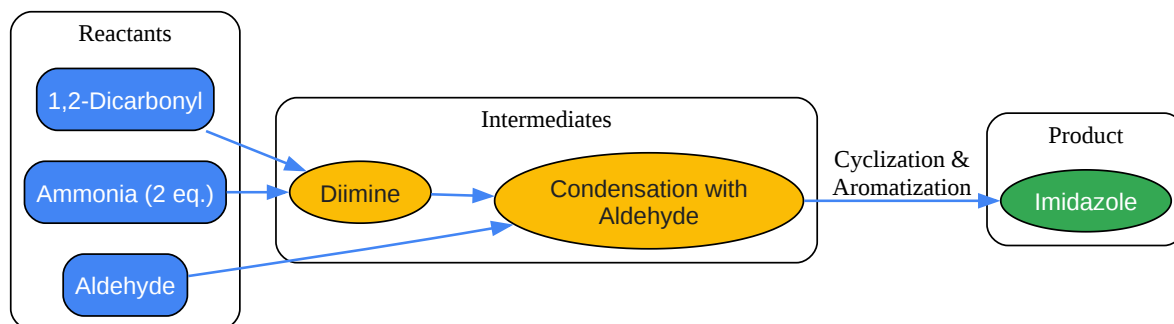 Reactants
1,2-Dicarbonyl
Ammonia (2 eq.)
Aldehyde
Intermediates
Diimine
Condensation with
Aldehyde
Cyclization &
Aromatization
Product
Imidazole